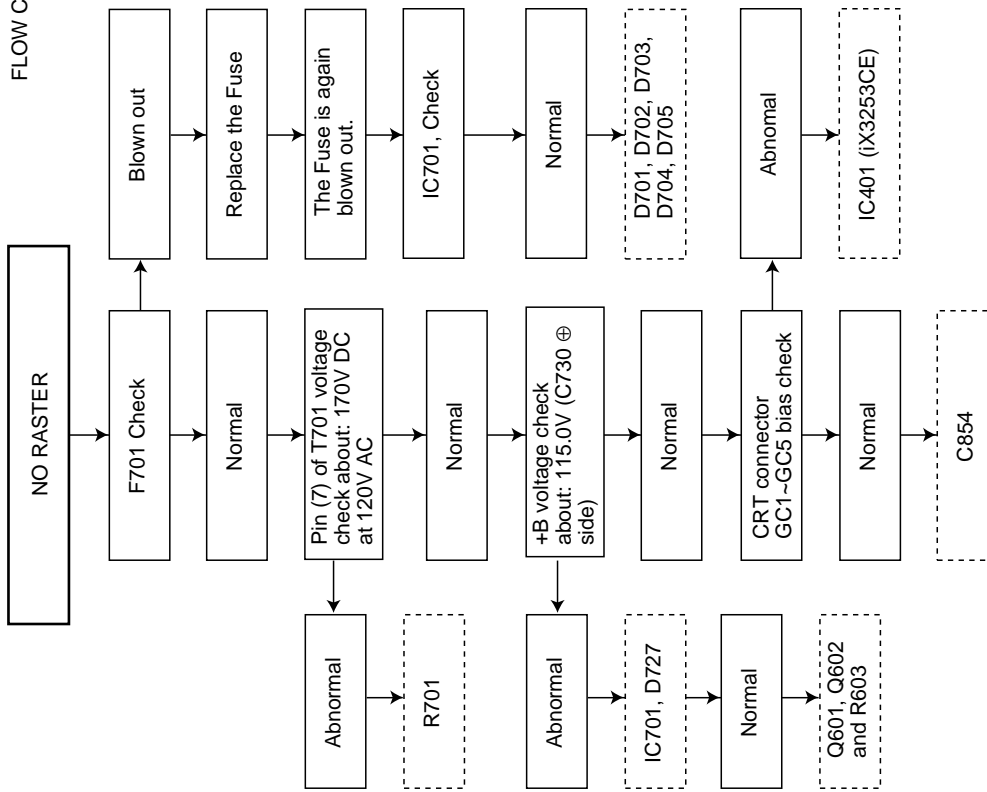 FLOW C
NO RASTER
F701 Check
Blown out
Replace the Fuse
The Fuse is again
blown out.
IC701, Check
Normal
D701, D702, D703,
D704, D705
Normal
Pin (7) of T701 voltage
check about: 170V DC
at 120V AC
Abnormal
R701
Normal
+B voltage check
about: 115.0V (C730 ⊕
side)
Abnormal
IC701, D727
Normal
Q601, Q602
and R603
Normal
CRT connector
GC1~GC5 bias check
Abnomal
IC401 (iX3253CE)
Normal
C854